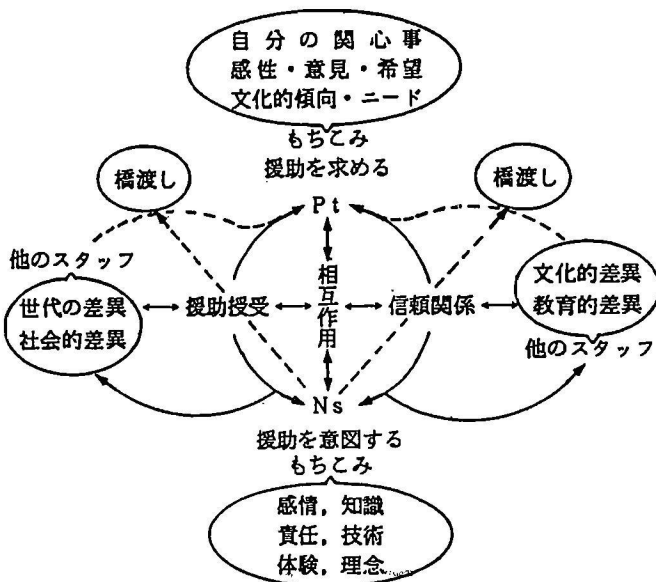 自分の関心事
感性・意見・希望
文化的傾向・ニード
もちこみ
援助を求める
橋渡し
橋渡し
Pt
他のスタッフ
世代の差異
社会的差異
援助授受
相互作用
信頼関係
文化的差異
教育的差異
他のスタッフ
Ns
援助を意図する
もちこみ
感情，知識
責任，技術
体験，理念